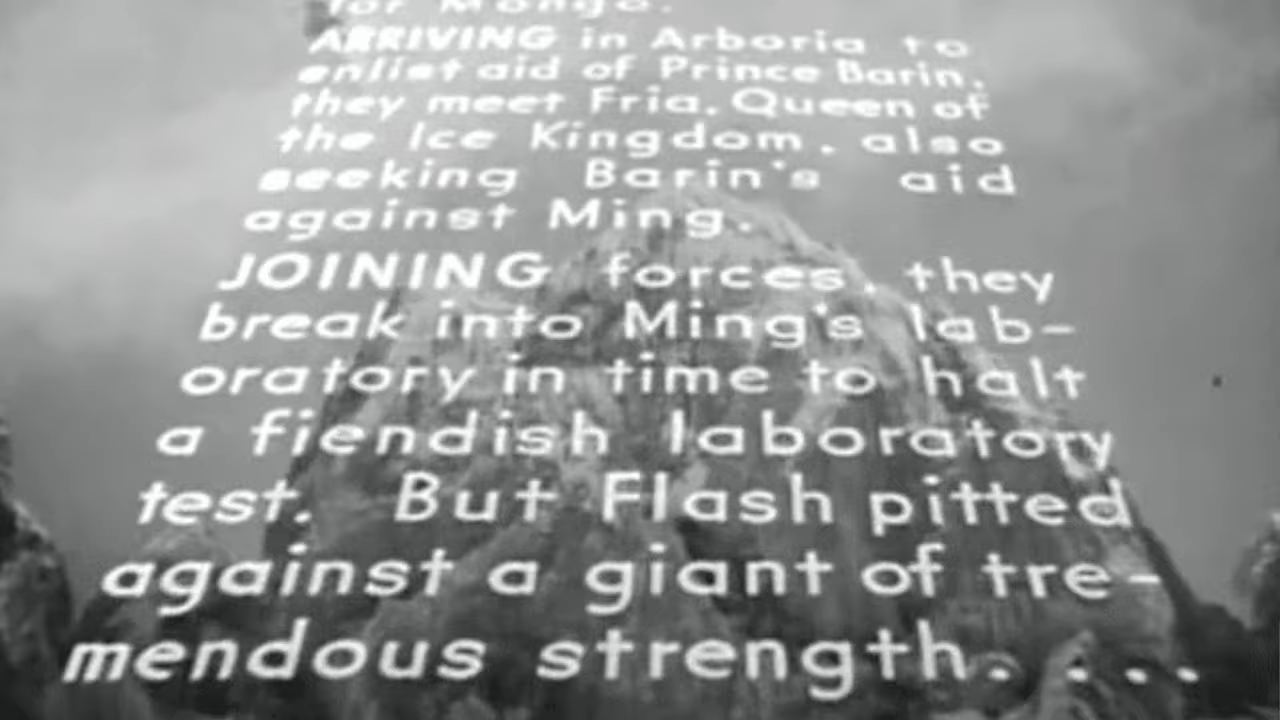 for Mongo.
ARRIVING in Arboria to
enlist aid of Prince Barin,
they meet Fria, Queen of
the Ice Kingdom, also
seeking Barin's aid
against Ming.
JOINING forces, they
break into Ming's lab-
oratory in time to halt
a fiendish laboratory
test. But Flash pitted
against a giant of tre-
mendous strength....